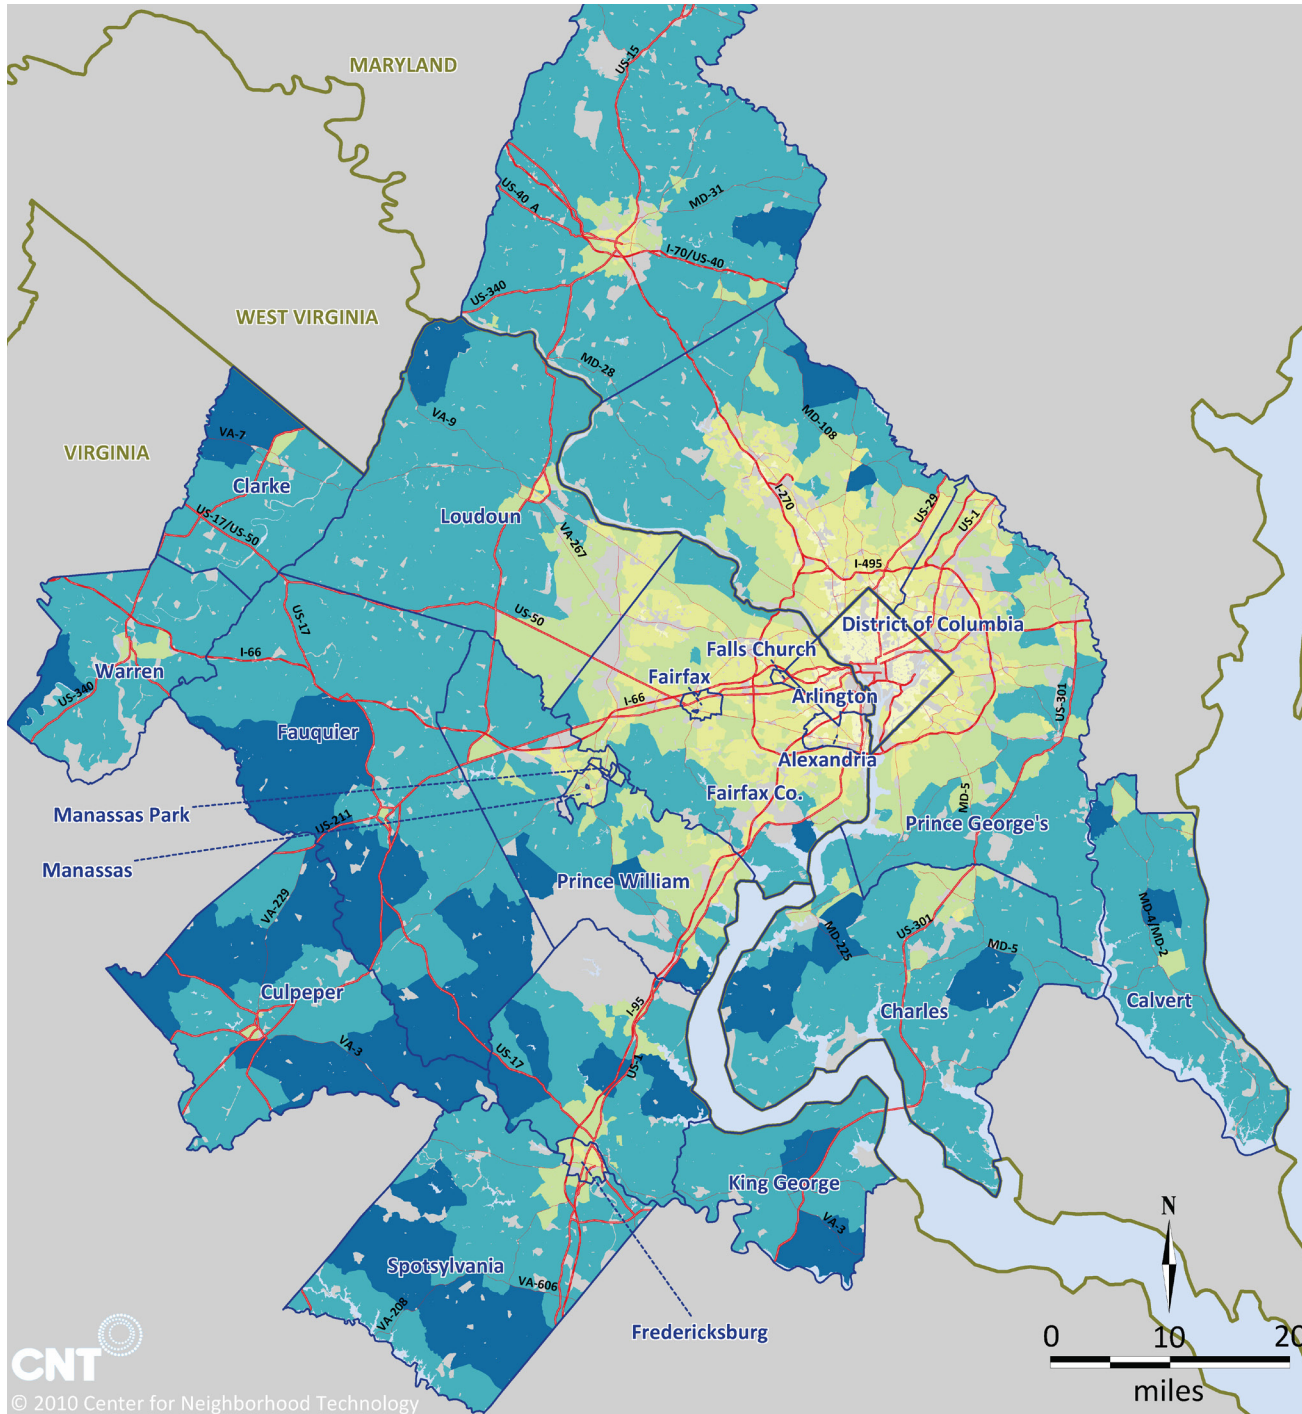 US-15
MARYLAND
US-40 A
MD-31
I-70/US-40
US-340
WEST VIRGINIA
MD-28
VA-9
MD-108
VA-7
VIRGINIA
Clarke
I-270
US-29
US-1
US-17/US-50
Loudoun
VA-267
I-495
US-50
US-17
District of Columbia
Falls Church
I-66
Warren
Fairfax
Arlington
US-340
I-66
US-301
Fauquier
Alexandria
Fairfax Co.
MD-5
Manassas Park
US-211
Prince George's
Manassas
Prince William
VA-229
MD-4/MD-2
US-301
MD-225
MD-5
Culpeper
Calvert
I-95
Charles
VA-3
US-17
US-1
King George
VA-3
N
Spotsylvania
VA-606
VA-208
Fredericksburg
0 10 20
miles
CNT
© 2010 Center for Neighborhood Technology